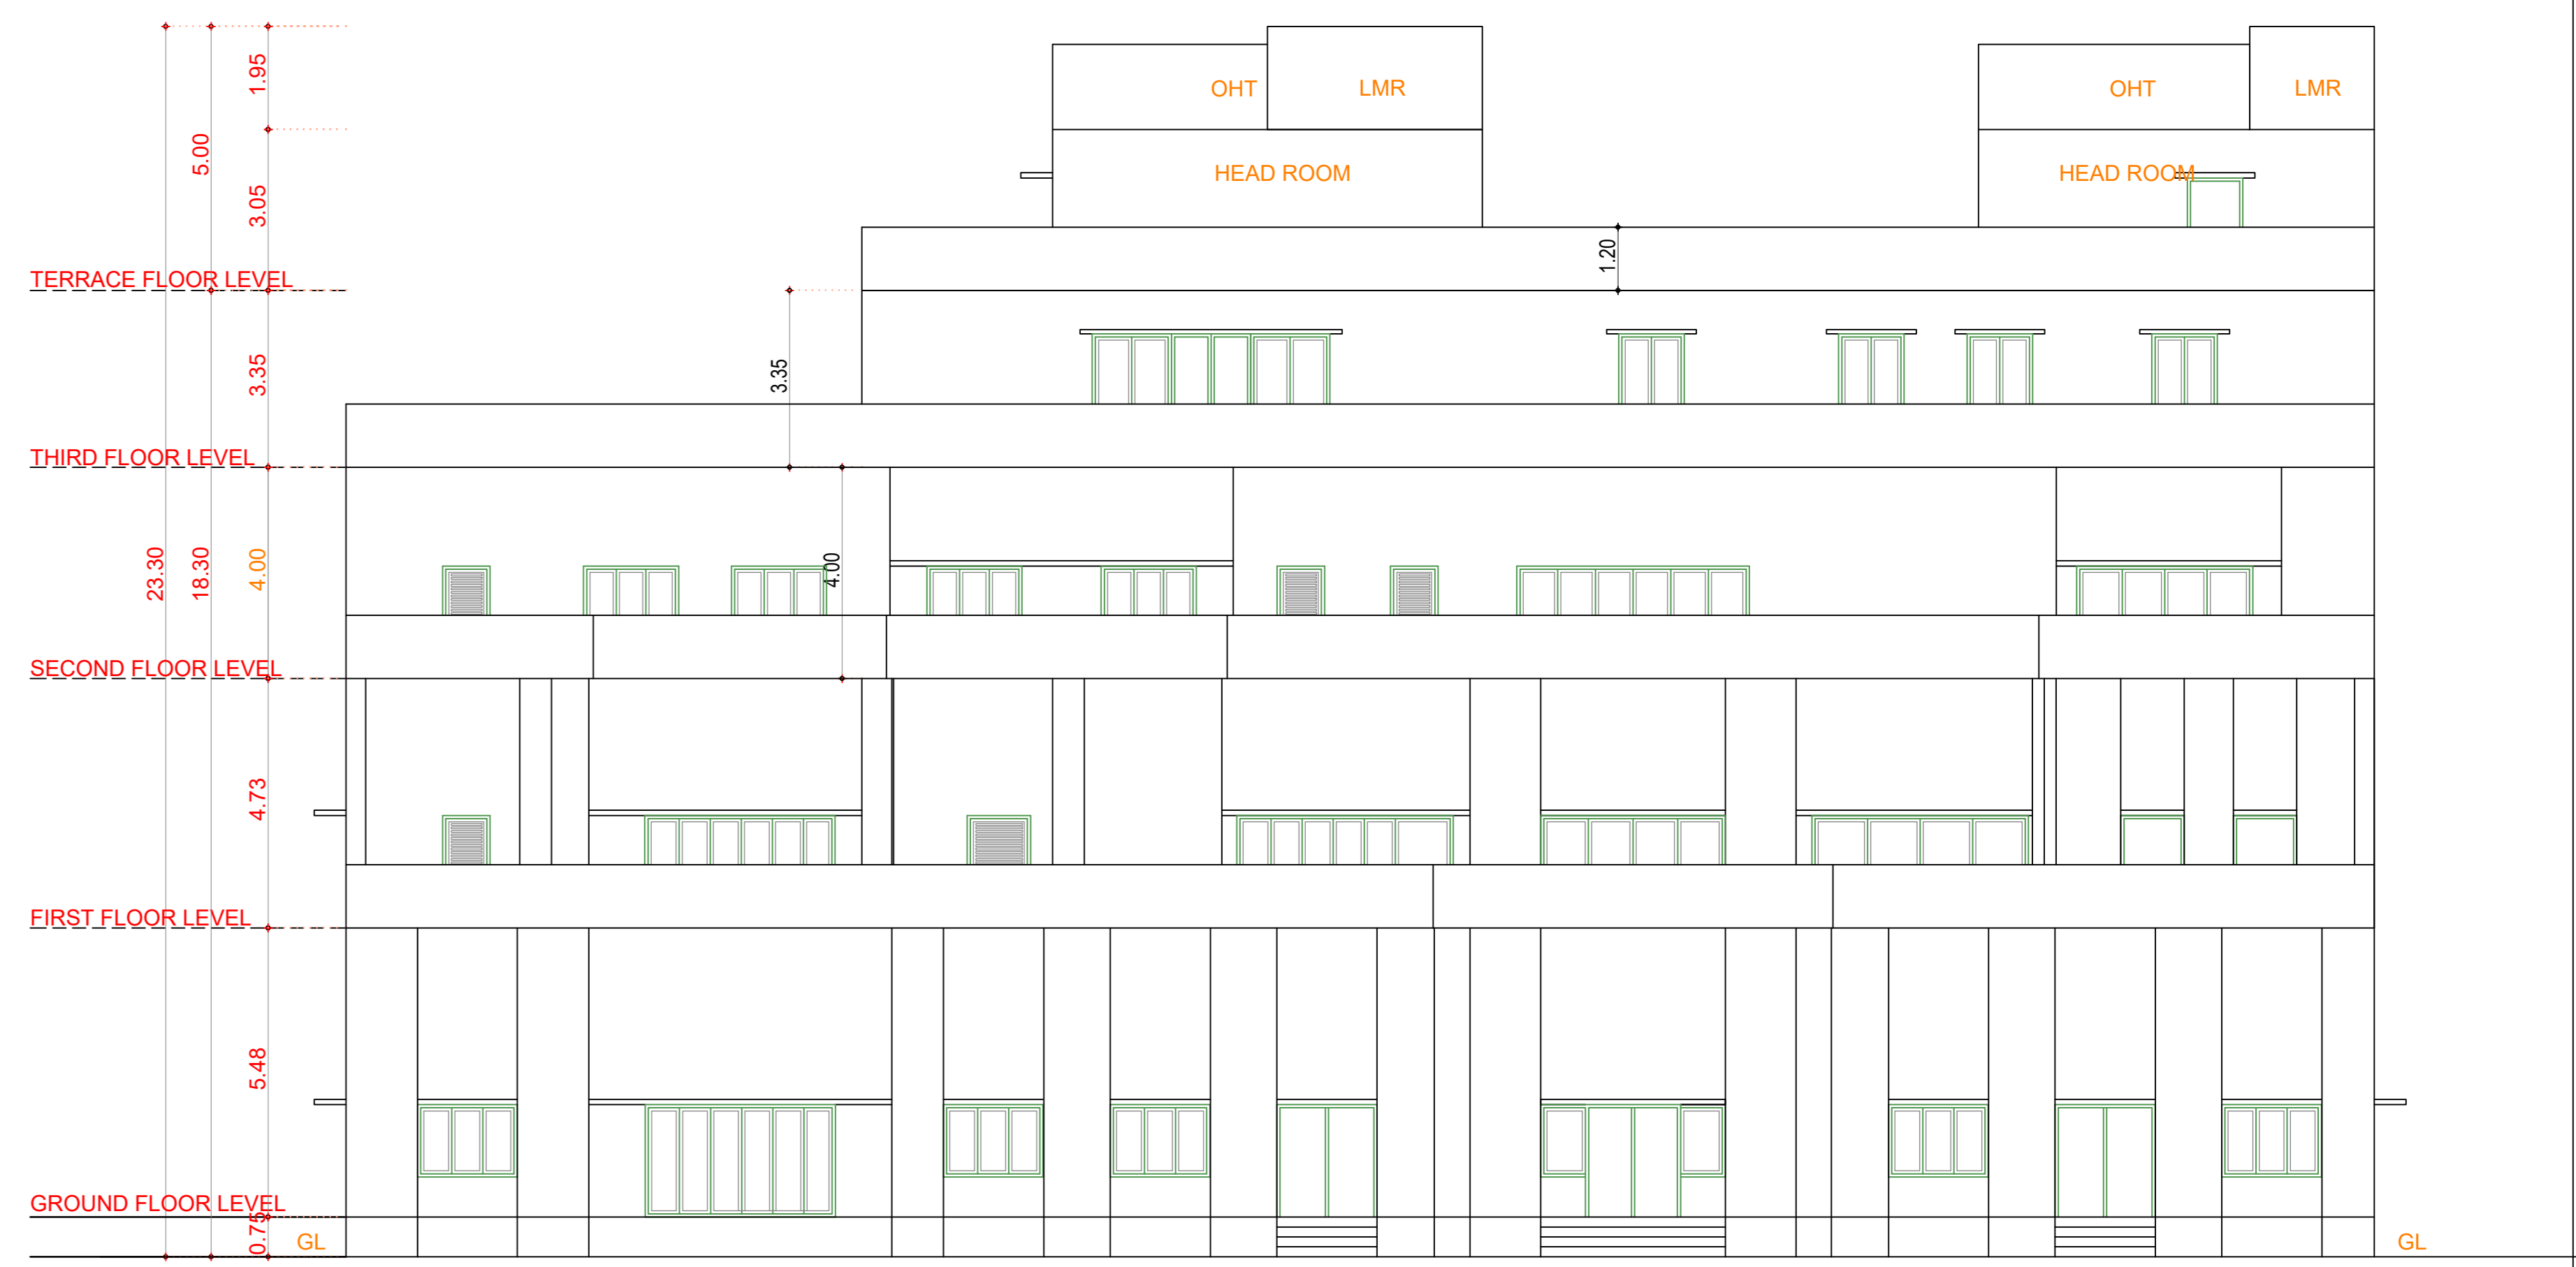 1.95
OHT
LMR
OHT
LMR
5.00
3.05
HEAD ROOM
HEAD ROOM
1.20
TERRACE FLOOR LEVEL
3.35
3.35
THIRD FLOOR LEVEL
23.30
18.30
4.00
4.00
SECOND FLOOR LEVEL
4.73
FIRST FLOOR LEVEL
5.48
GROUND FLOOR LEVEL
0.75
GL
GL